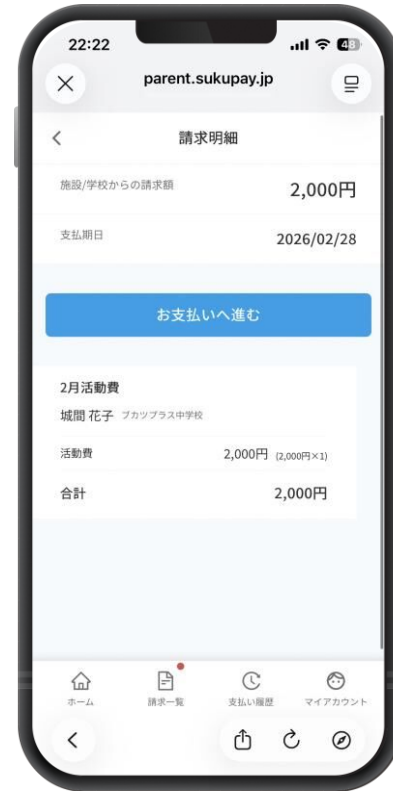 22:22
48
parent.sukupay.jp
請求明細
施設/学校からの請求額 2,000円
支払期日 2026/02/28
お支払いへ進む
2月活動費
城間 花子 ブカツプラス中学校
活動費 2,000円 (2,000円×1)
合計 2,000円
ホーム 請求一覧 支払い履歴 マイアカウント